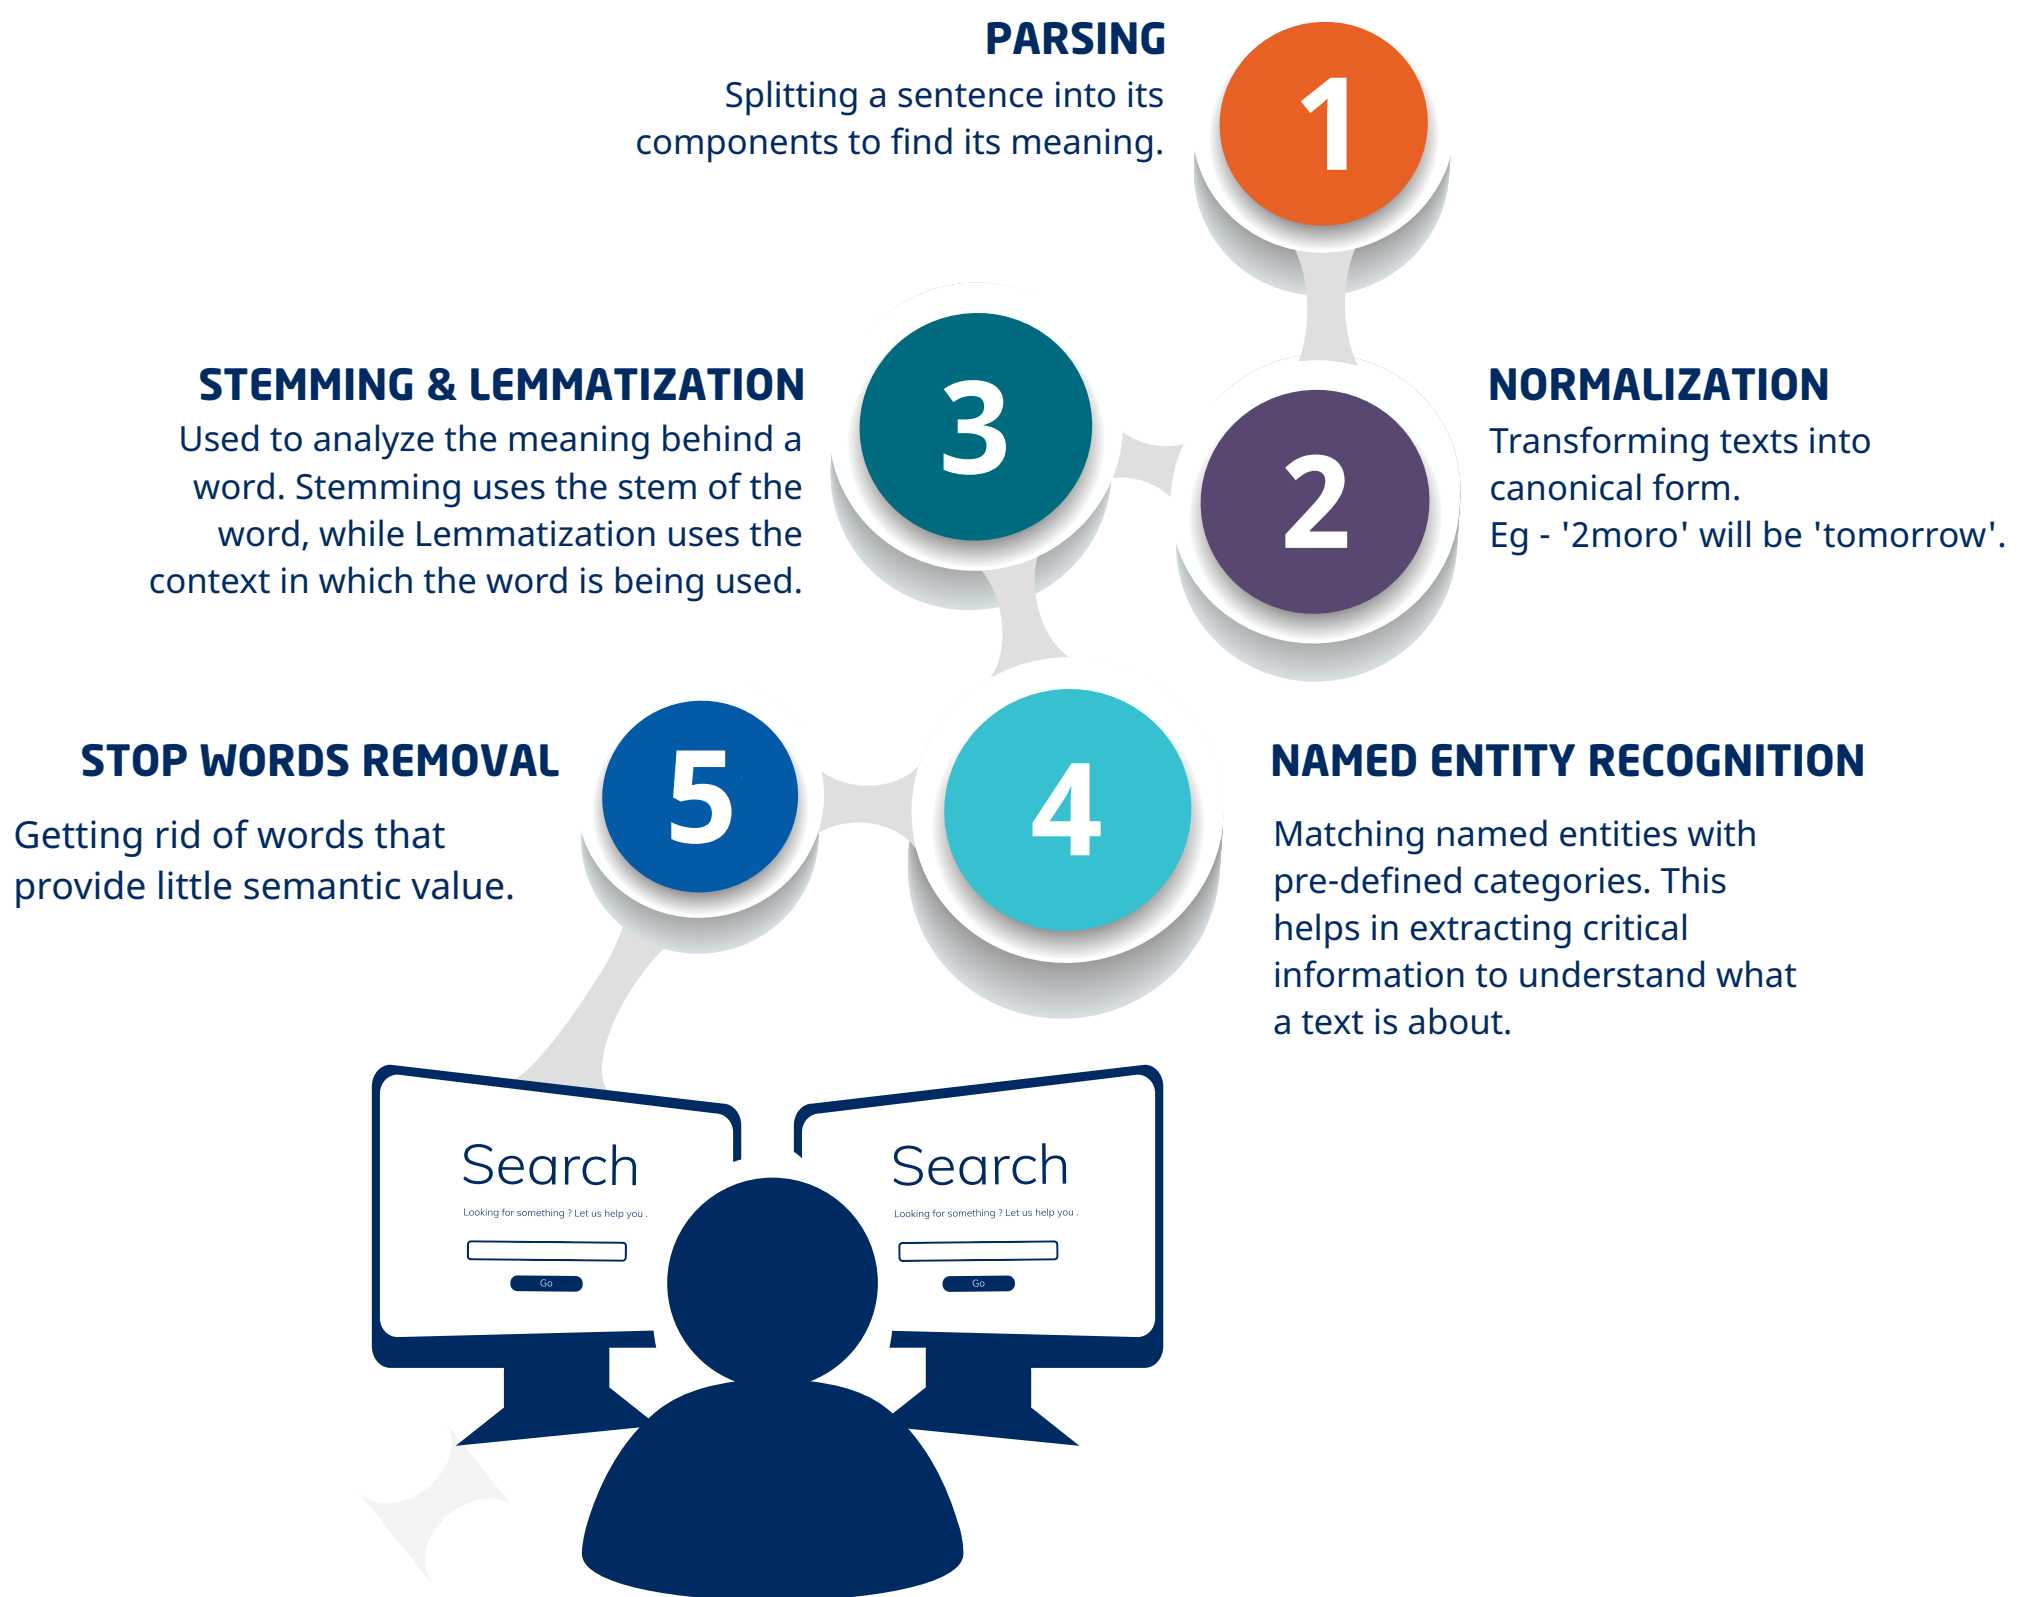 PARSING
Splitting a sentence into its
components to find its meaning.
1
NORMALIZATION
Transforming texts into
canonical form.
Eg - '2moro' will be 'tomorrow'.
2
STEMMING & LEMMATIZATION
Used to analyze the meaning behind a
word. Stemming uses the stem of the
word, while Lemmatization uses the
context in which the word is being used.
3
NAMED ENTITY RECOGNITION
Matching named entities with
pre-defined categories. This
helps in extracting critical
information to understand what
a text is about.
4
STOP WORDS REMOVAL
Getting rid of words that
provide little semantic value.
5
Search
Looking for something ? Let us help you .
Go
Search
Looking for something ? Let us help you .
Go